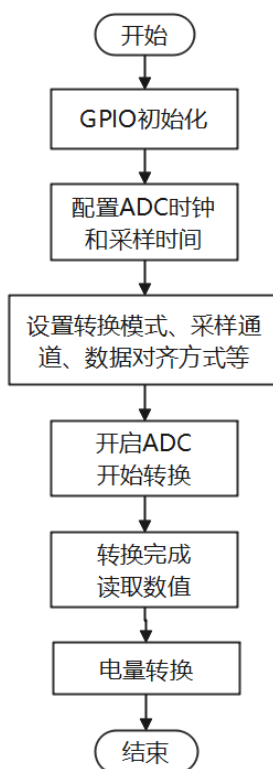 开始
GPIO初始化
配置ADC时钟
和采样时间
设置转换模式、采样通
道、数据对齐方式等
开启ADC
开始转换
转换完成
读取数值
电量转换
结束